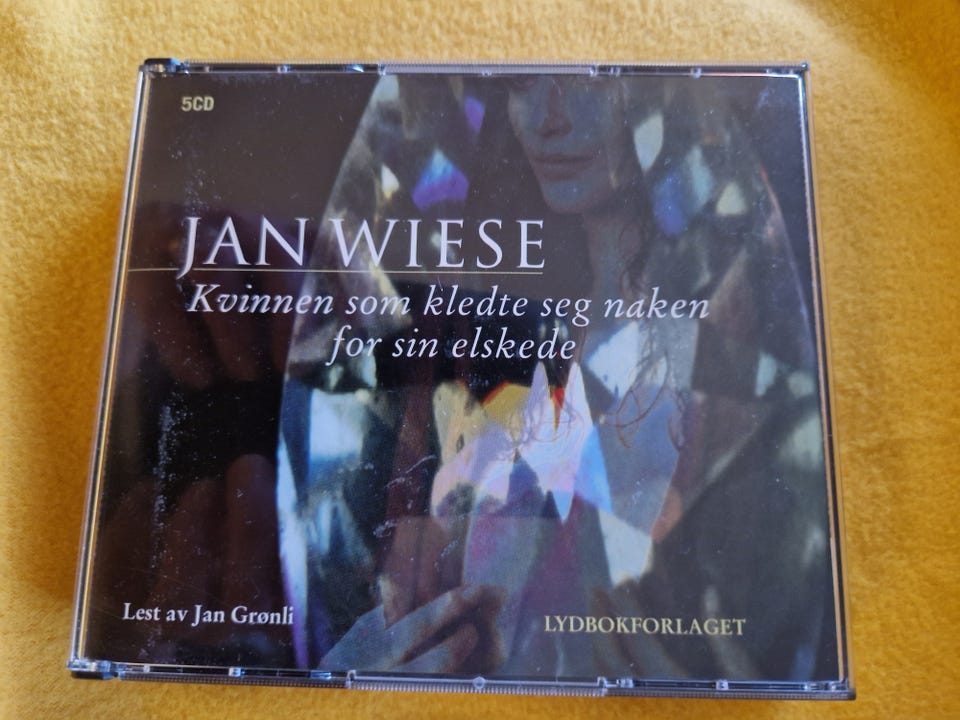 5CD
JAN WIESE
Kvinnen som kledte seg naken
for sin elskede
Lest av Jan Grønli
LYDBOKFORLAGET